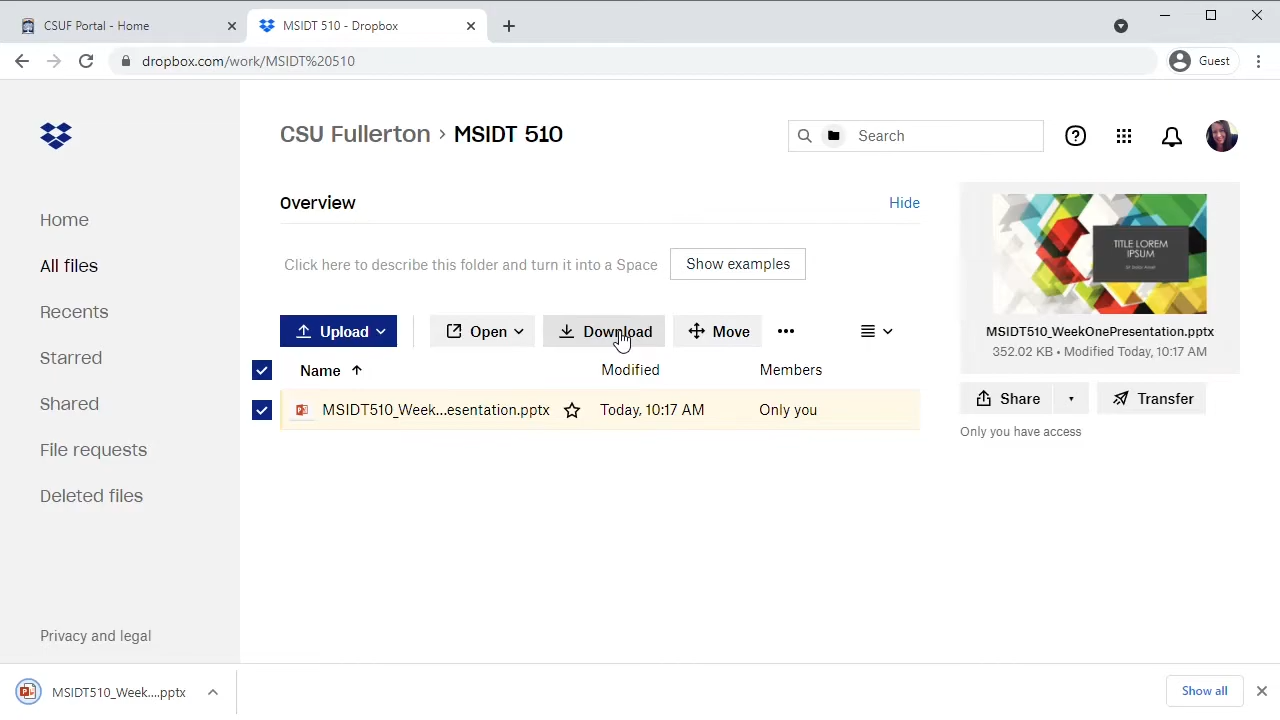 CSUF Portal - Home
MSIDT 510 - Dropbox
dropbox.com/work/MSIDT%20510
Guest
CSU Fullerton › MSIDT 510
Search
Home
All files
Recents
Starred
Shared
File requests
Deleted files
Privacy and legal
Overview
Hide
Click here to describe this folder and turn it into a Space
Show examples
Upload
Open
Download
Move
Name
Modified
Members
MSIDT510_Week...esentation.pptx
Today, 10:17 AM
Only you
TITLE LOREM
IPSUM
MSIDT510_WeekOnePresentation.pptx
352.02 KB • Modified Today, 10:17 AM
Share
Transfer
Only you have access
MSIDT510_Week....pptx
Show all